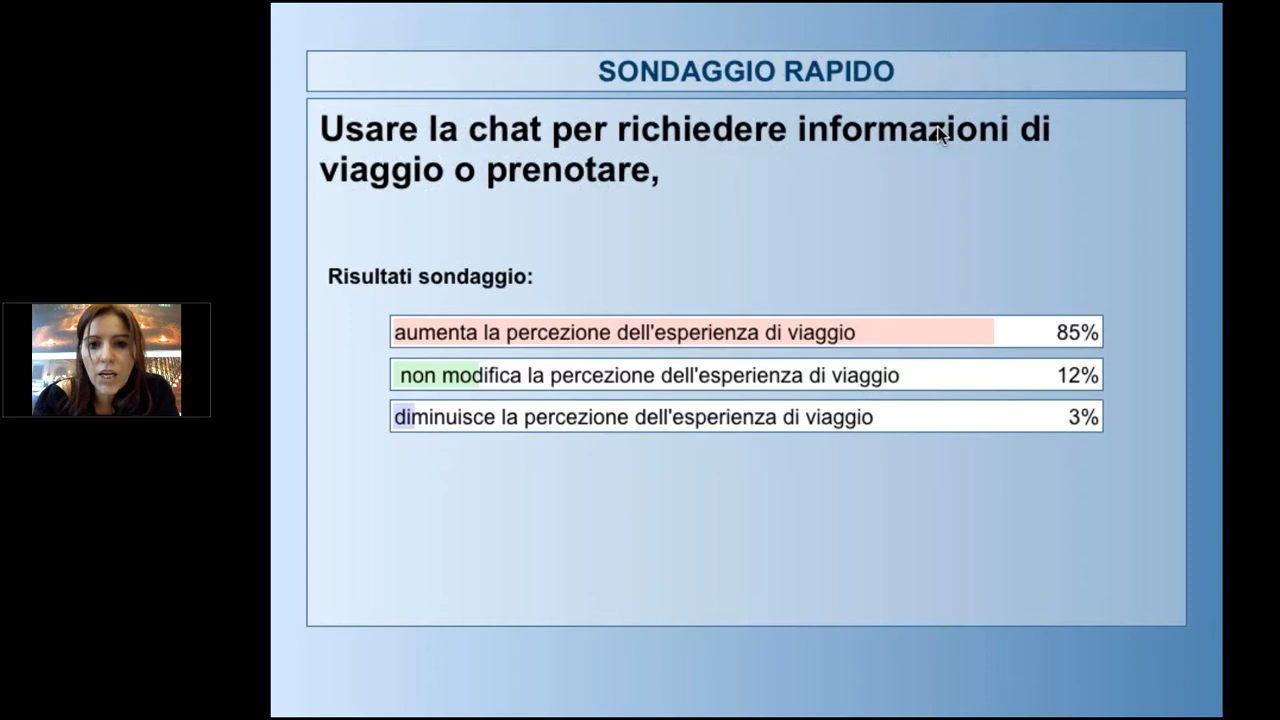 SONDAGGIO RAPIDO
Usare la chat per richiedere informazioni di
viaggio o prenotare,
Risultati sondaggio:
aumenta la percezione dell'esperienza di viaggio 85%
non modifica la percezione dell'esperienza di viaggio 12%
diminuisce la percezione dell'esperienza di viaggio 3%